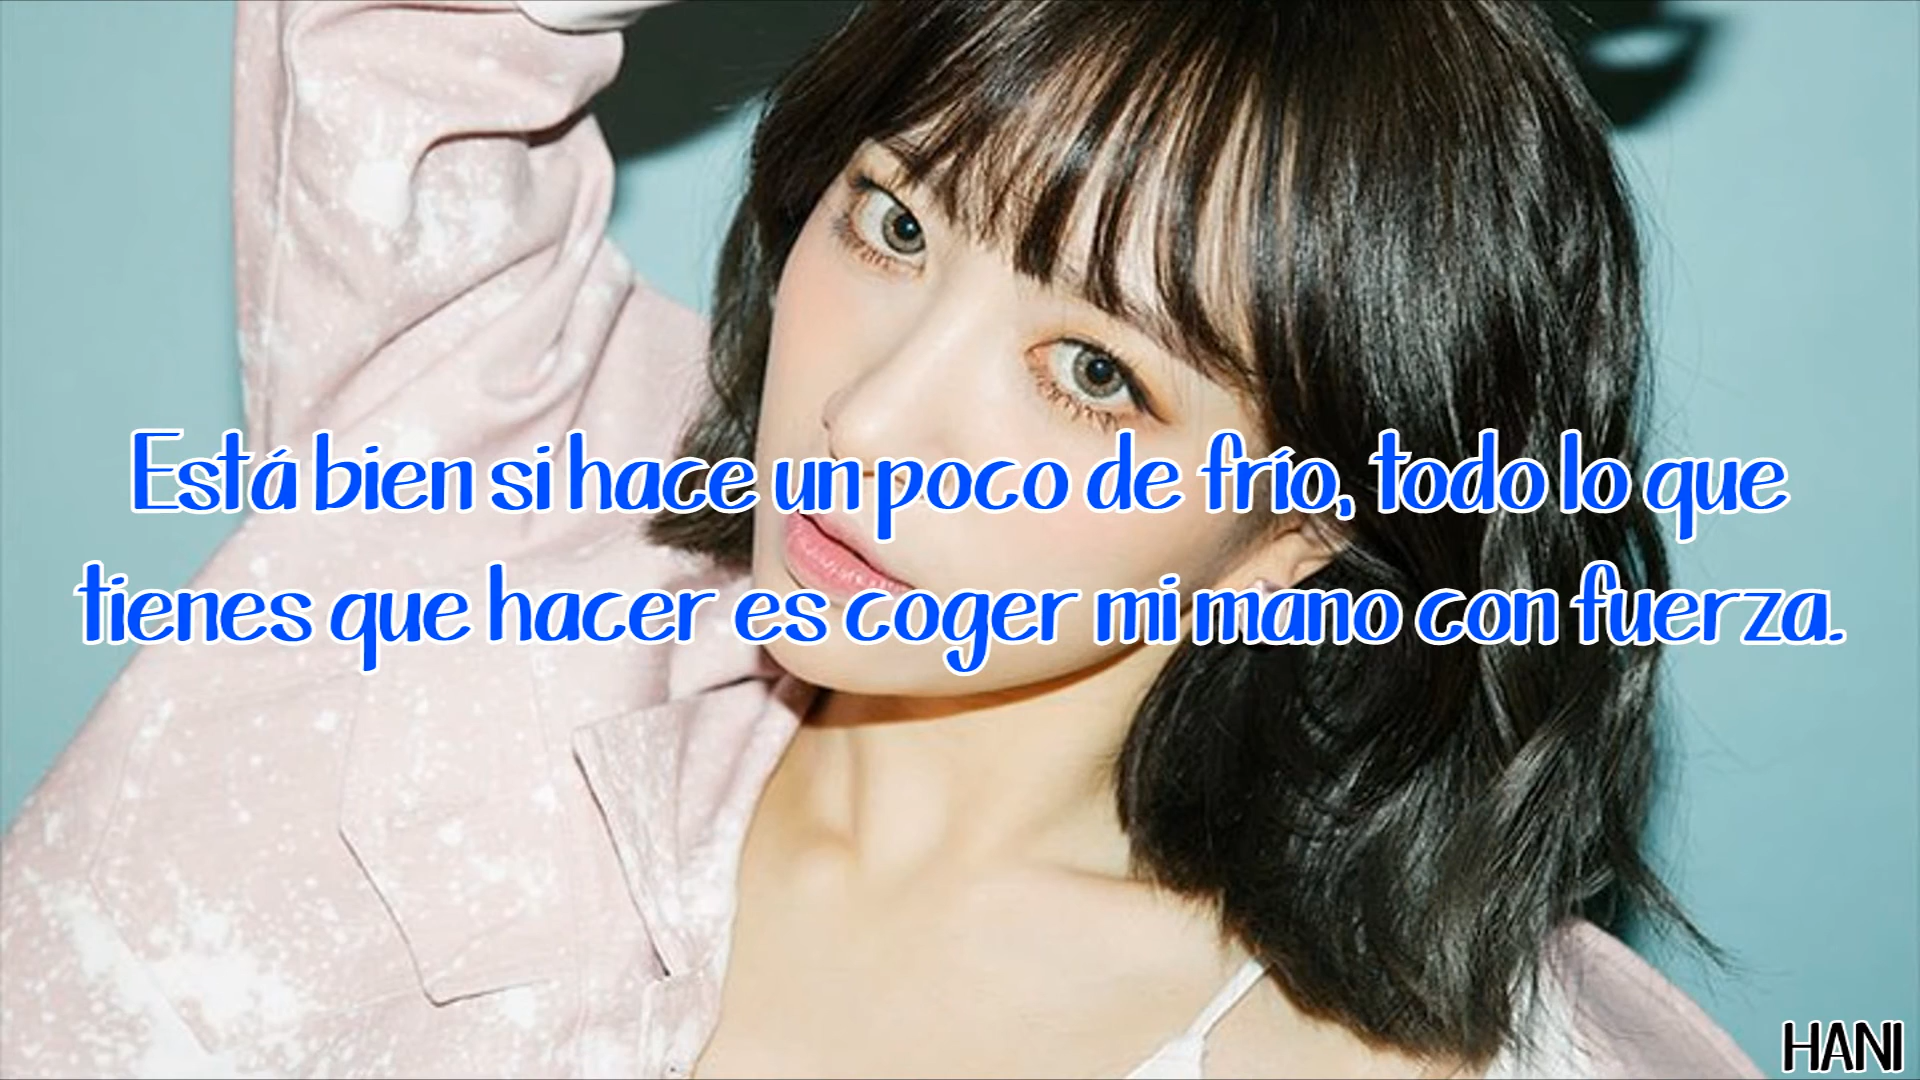 Está bien si hace un poco de frío, todo lo que
tienes que hacer es coger mi mano con fuerza.
HANI